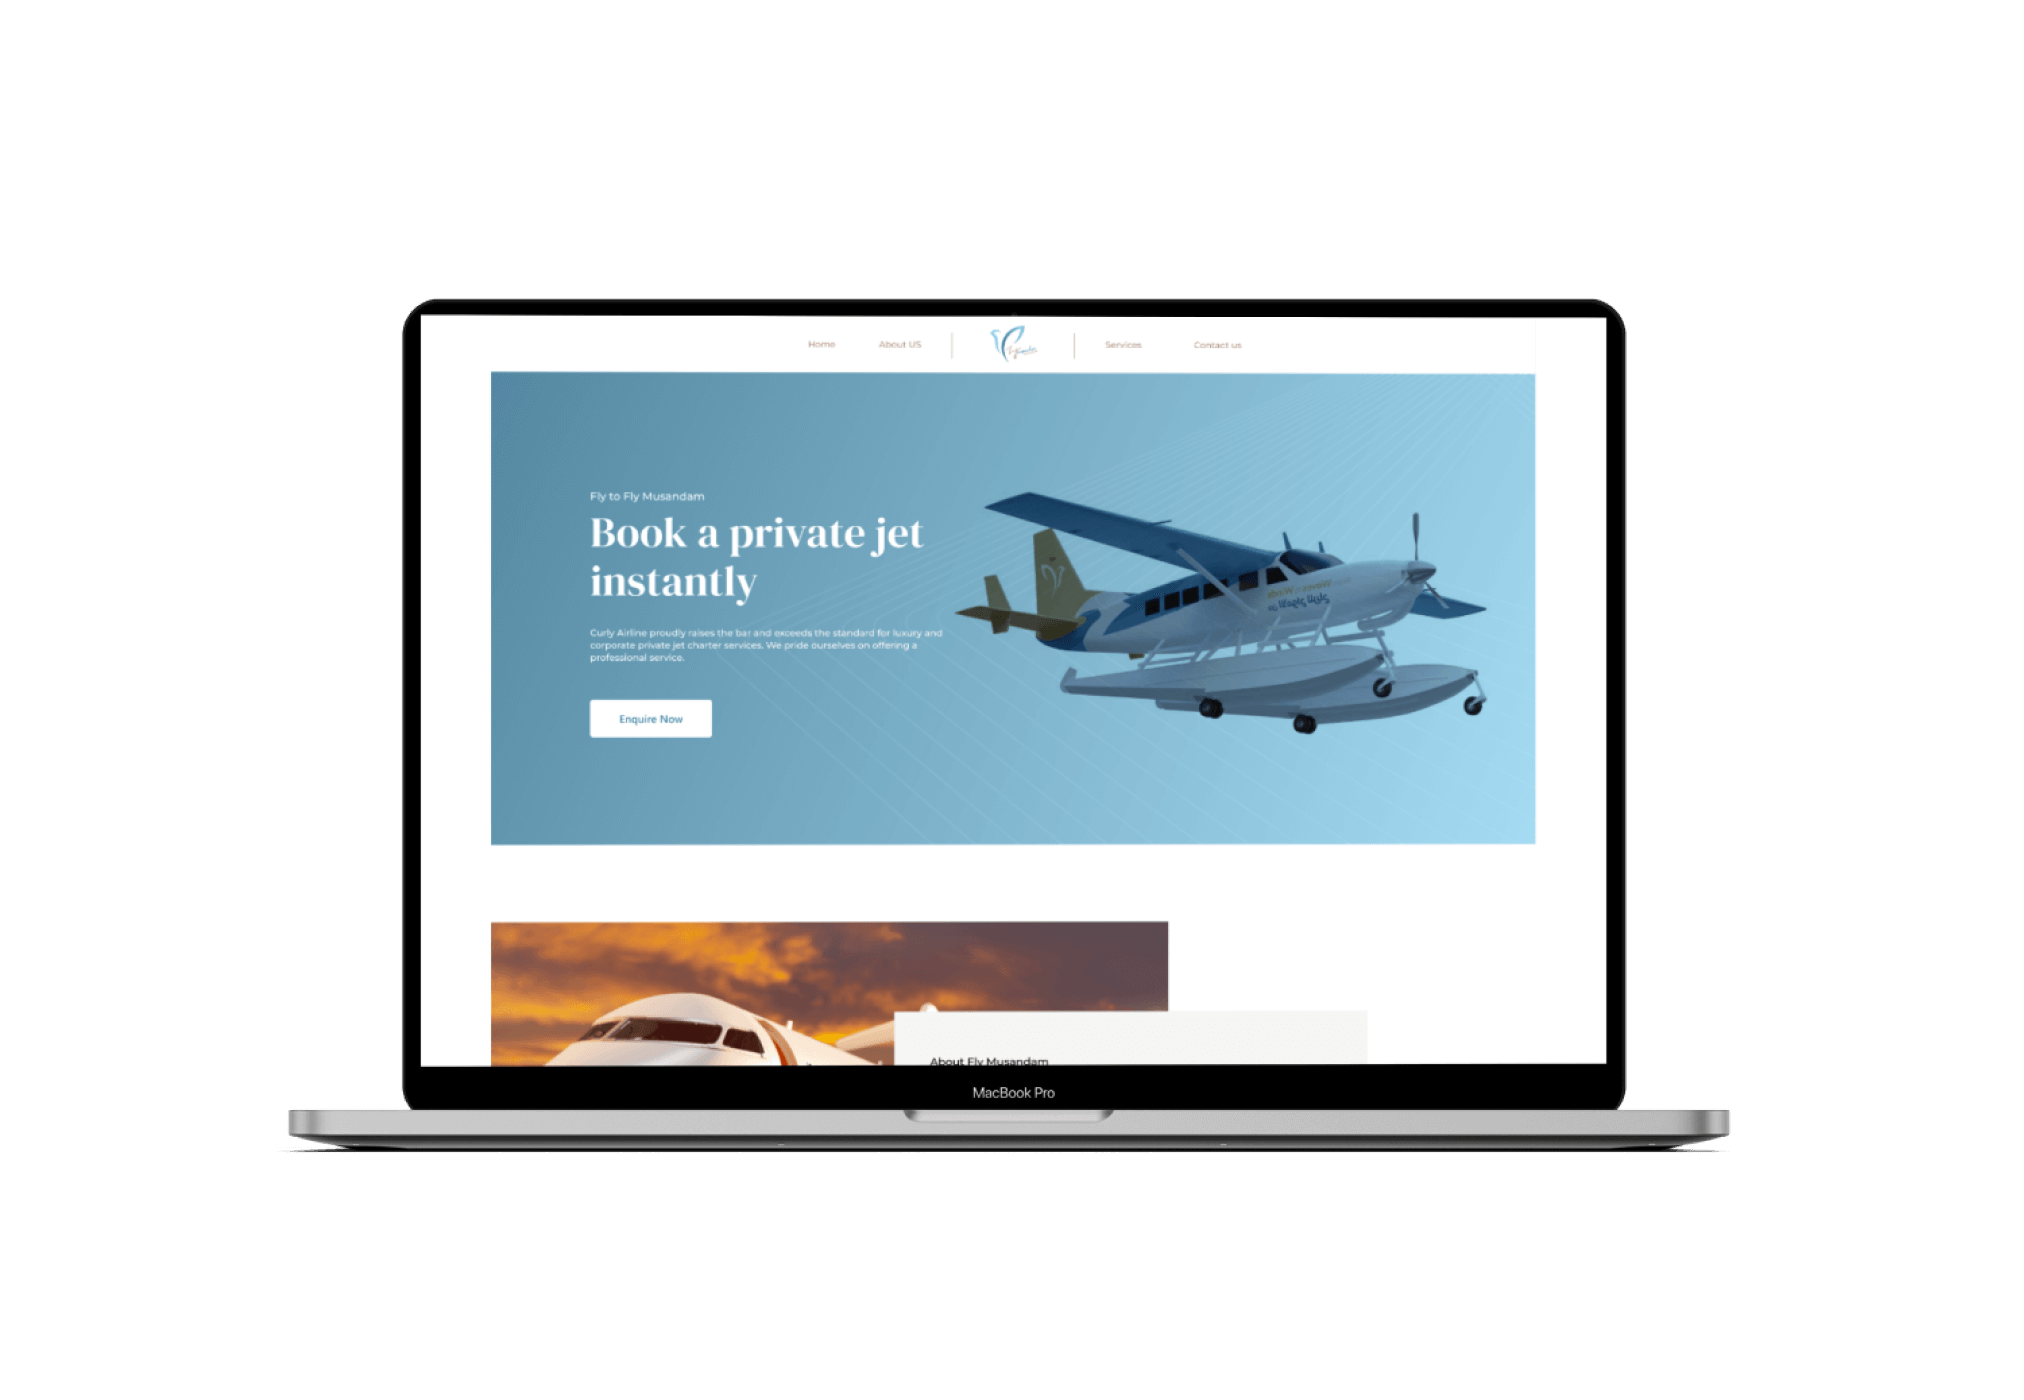 Home About US Services Contact us
Fly to Fly Musandam
Book a private jet
instantly
Curly Airline proudly raises the bar and exceeds the standard for luxury and
corporate private jet charter services. We pride ourselves on offering a
professional service.
Enquire Now
About Fly Musandam
MacBook Pro